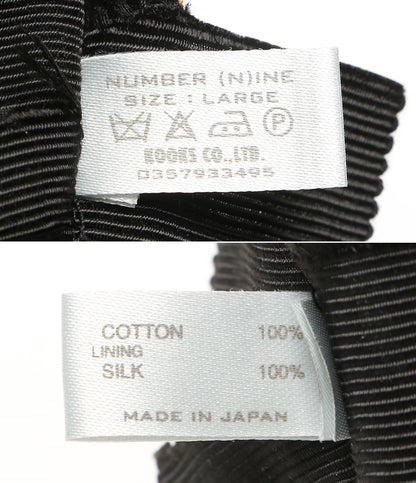 NUMBER (N)INE
SIZE : LARGE
P
KOOKS CO.,LTD.
0357933495
COTTON 100%
LINING
SILK 100%
MADE IN JAPAN